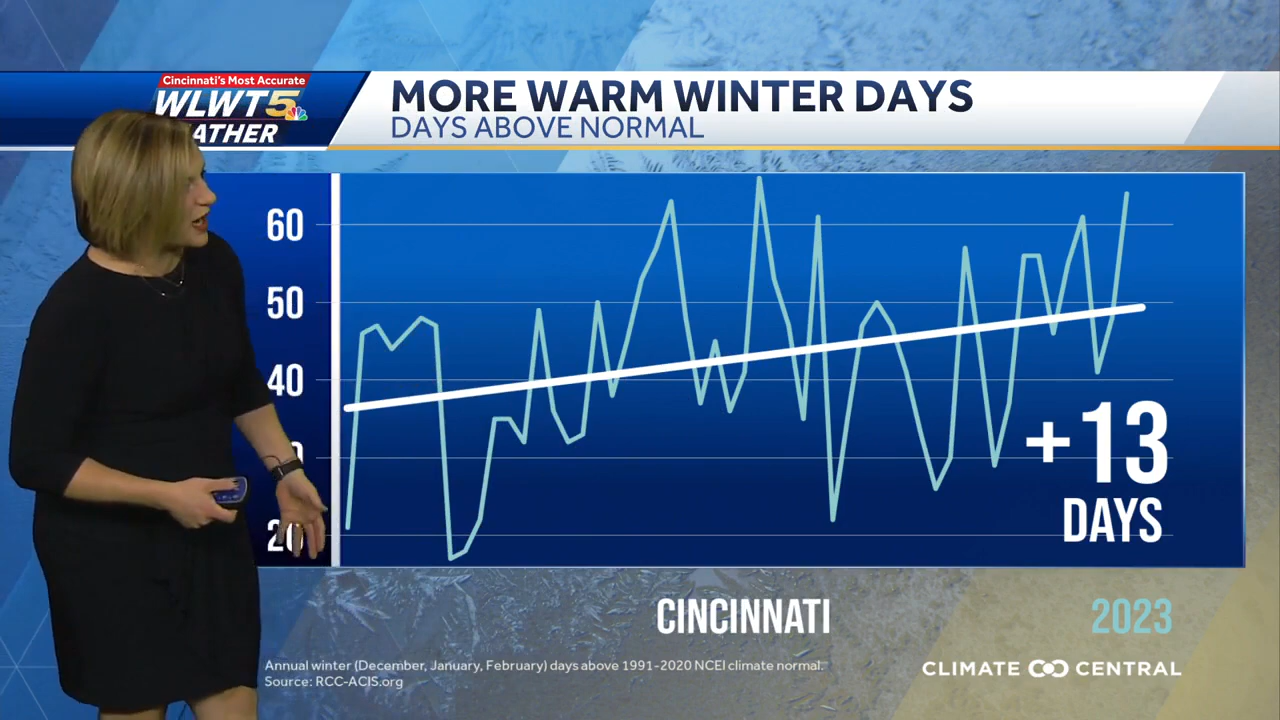 Cincinnati's Most Accurate
WLWT5
MORE WARM WINTER DAYS
DAYS ABOVE NORMAL
60
50
40
20
+13
DAYS
CINCINNATI
2023
Annual winter (December, January, February) days above 1991-2020 NCEI climate normal.
Source: RCC-ACIS.org
CLIMATE CENTRAL